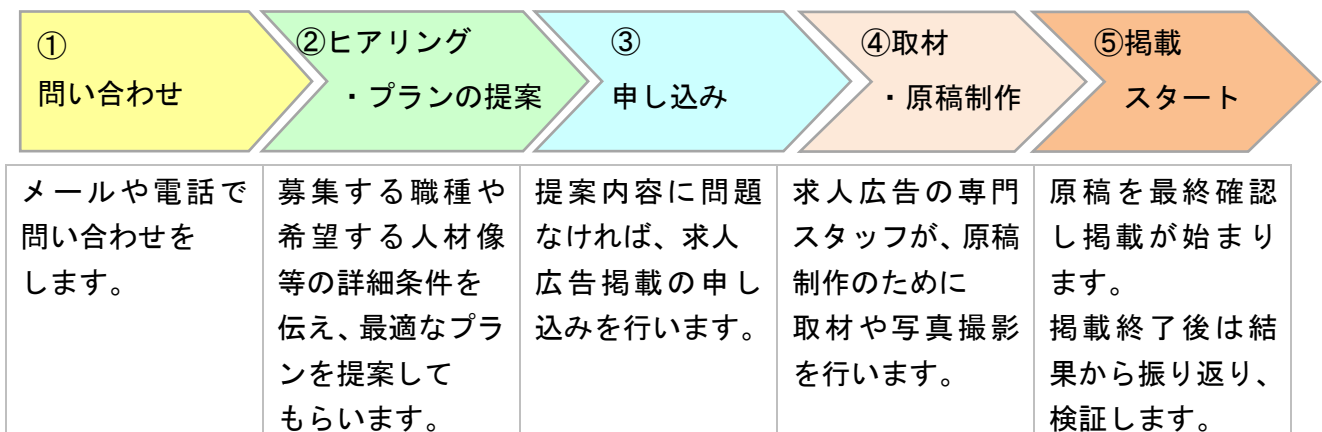 ①
問い合わせ
②ヒアリング
・プランの提案
③
申し込み
④取材
・原稿制作
⑤掲載
スタート
メールや電話で
問い合わせを
します。
募集する職種や
希望する人材像
等の詳細条件を
伝え、最適なプラ
ンを提案して
もらいます。
提案内容に問題
なければ、求人
広告掲載の申し
込みを行います。
求人広告の専門
スタッフが、原稿
制作のために
取材や写真撮影
を行います。
原稿を最終確認
し掲載が始まり
ます。
掲載終了後は結
果から振り返り、
検証します。